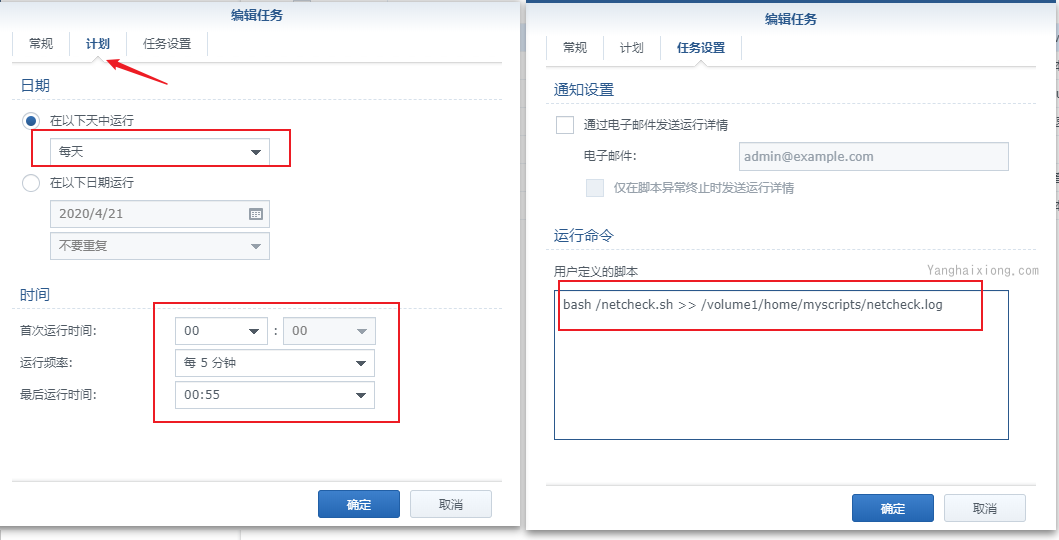 编辑任务
常规 计划 任务设置
日期
在以下天中运行
每天
在以下日期运行
2020/4/21
不要重复
时间
首次运行时间: 00 : 00
运行频率: 每 5 分钟
最后运行时间: 00:55
确定 取消
编辑任务
常规 计划 任务设置
通知设置
通过电子邮件发送运行详情
电子邮件: admin@example.com
仅在脚本异常终止时发送运行详情
运行命令
用户定义的脚本
Yanghaixiong.com
bash /netcheck.sh >> /volume1/home/myscripts/netcheck.log
确定 取消